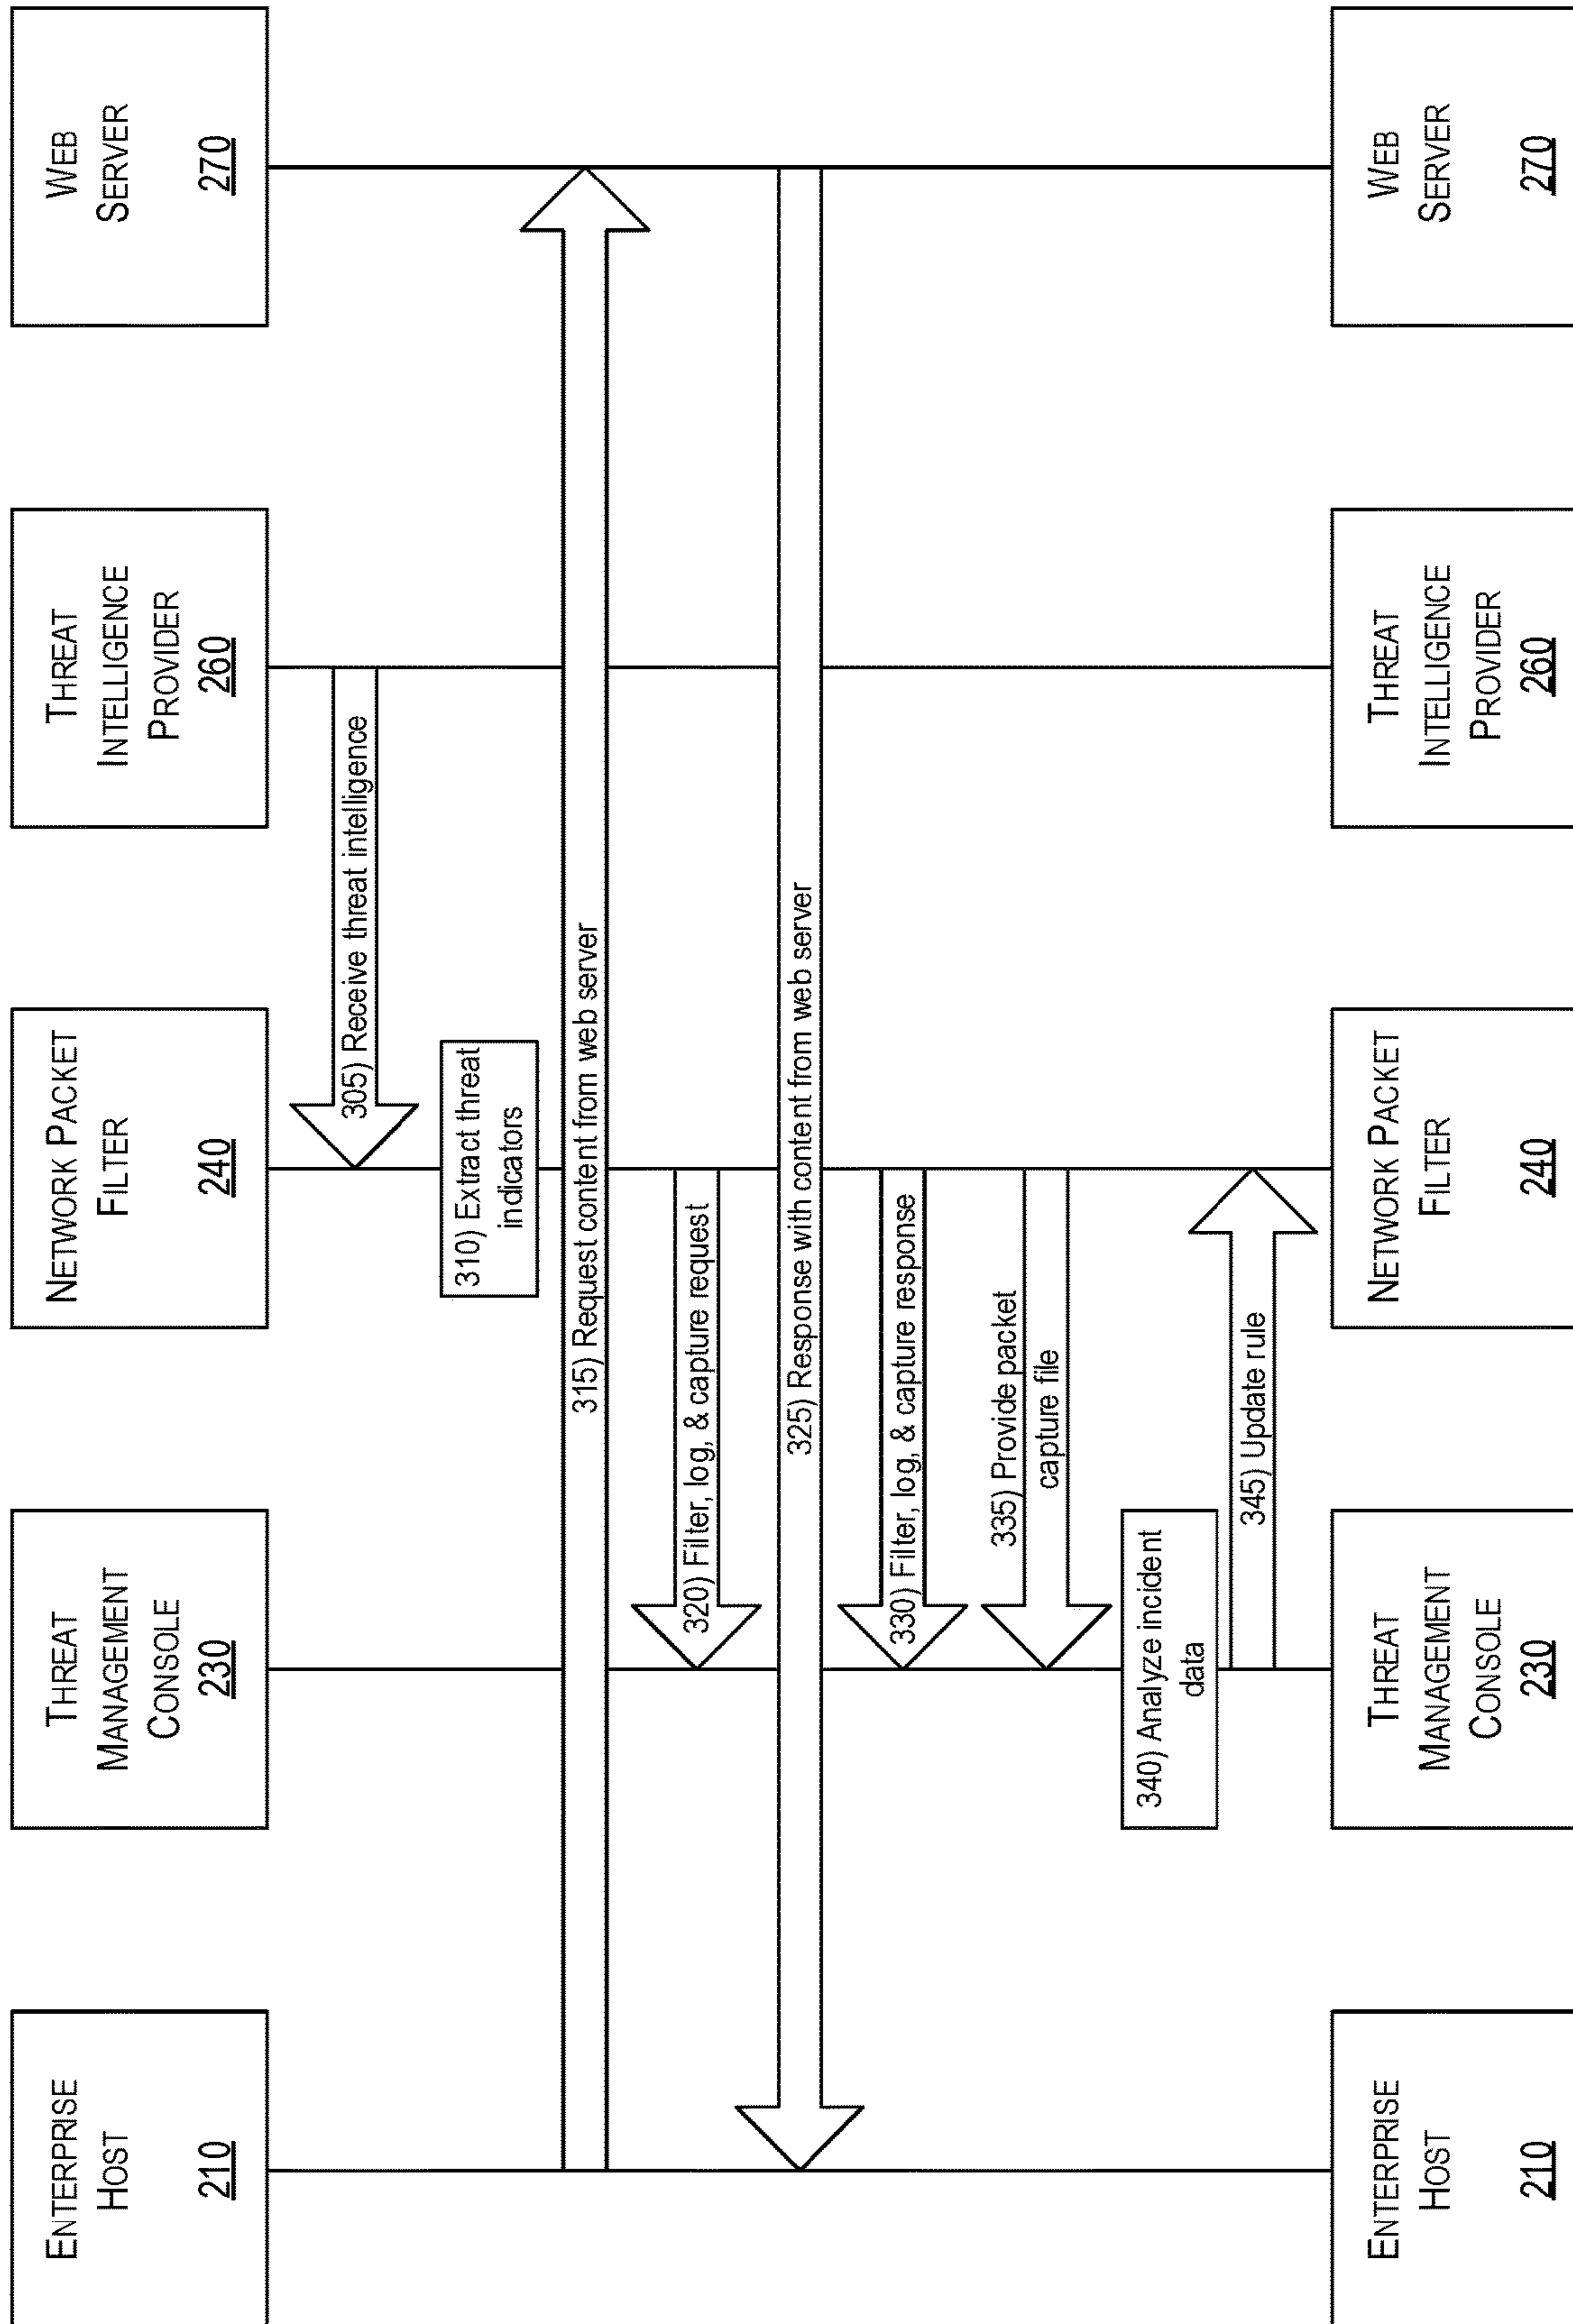 ENTERPRISE
HOST
210
THREAT
MANAGEMENT
CONSOLE
230
NETWORK PACKET
FILTER
240
THREAT
INTELLIGENCE
PROVIDER
260
WEB
SERVER
270
305) Receive threat intelligence
310) Extract threat
indicators
315) Request content from web server
320) Filter, log, & capture request
325) Response with content from web server
330) Filter, log, & capture response
335) Provide packet
capture file
340) Analyze incident
data
345) Update rule
ENTERPRISE
HOST
210
THREAT
MANAGEMENT
CONSOLE
230
NETWORK PACKET
FILTER
240
THREAT
INTELLIGENCE
PROVIDER
260
WEB
SERVER
270